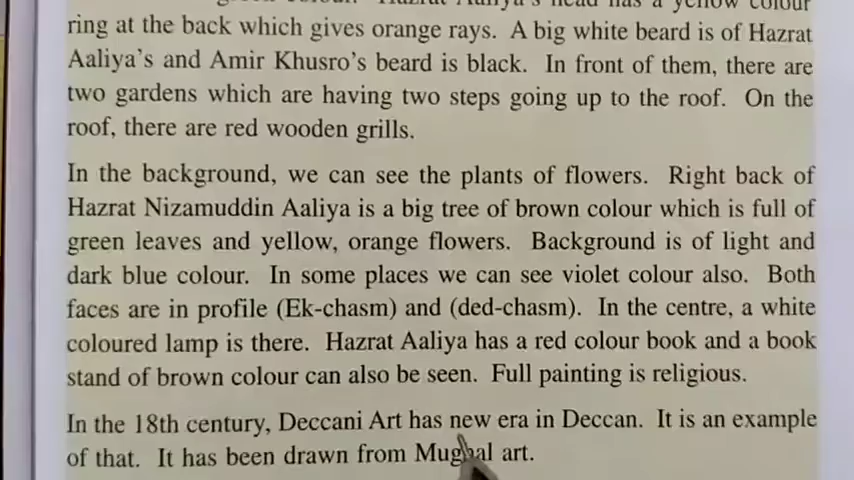 green colour. Hazrat Aaliya's head has a yellow colour
ring at the back which gives orange rays. A big white beard is of Hazrat
Aaliya's and Amir Khusro's beard is black. In front of them, there are
two gardens which are having two steps going up to the roof. On the
roof, there are red wooden grills.
In the background, we can see the plants of flowers. Right back of
Hazrat Nizamuddin Aaliya is a big tree of brown colour which is full of
green leaves and yellow, orange flowers. Background is of light and
dark blue colour. In some places we can see violet colour also. Both
faces are in profile (Ek-chasm) and (ded-chasm). In the centre, a white
coloured lamp is there. Hazrat Aaliya has a red colour book and a book
stand of brown colour can also be seen. Full painting is religious.
In the 18th century, Deccani Art has new era in Deccan. It is an example
of that. It has been drawn from Mughal art.